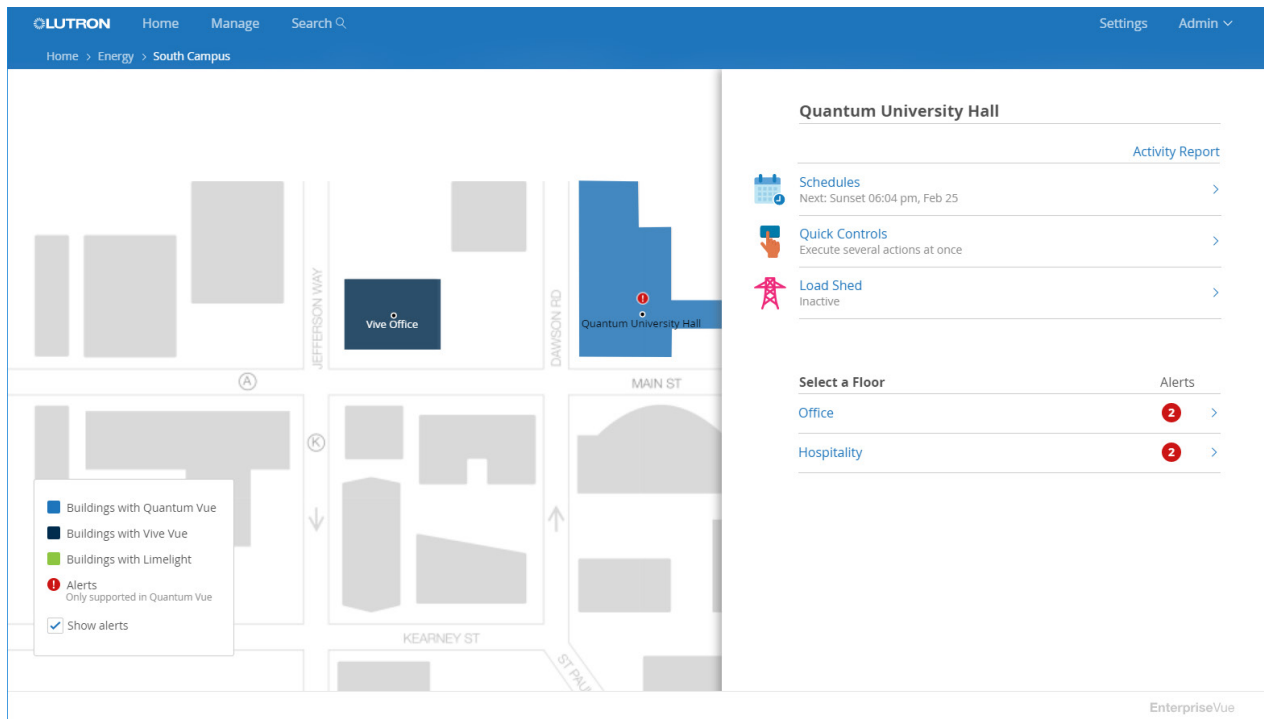 LUTRON Home Manage Search Settings Admin
Home > Energy > South Campus
Quantum University Hall
Activity Report
Schedules
Next: Sunset 06:04 pm, Feb 25
Quick Controls
Execute several actions at once
Load Shed
Inactive
Select a Floor Alerts
Office 2
Hospitality 2
JEFFERSON WAY
Vive Office
DAWSON RD
Quantum University Hall
A
MAIN ST
K
KEARNEY ST
Buildings with Quantum Vue
Buildings with Vive Vue
Buildings with Limelight
Alerts
Only supported in Quantum Vue
Show alerts
EnterpriseVue